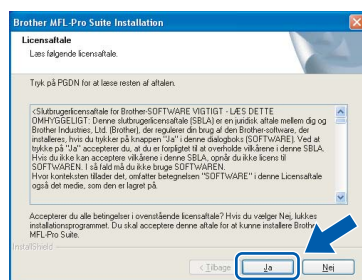 Brother MFL-Pro Suite Installation
Licensaftale
Læs følgende licensaftale.
Tryk på PGDN for at læse resten af aftalen.
<Slutbrugerlicensaftale for Brother-SOFTWARE VIGTIGT - LÆS DETTE
OMHYGGELIGT: Denne slutbrugerlicensaftale (SBLA) er en juridisk aftale mellem dig og
Brother Industries, Ltd. (Brother), der regulerer din brug af den Brother-software, der
installeres, hvis du trykker på knappen "Ja" i denne dialogboks (SOFTWARE). Ved at
trykke på "Ja" accepterer du, at du er forpligtet til at overholde vilkårene i denne SBLA.
Hvis du ikke kan acceptere vilkårene i denne SBLA, opnår du ikke licens til
SOFTWAREN. I så fald må du ikke bruge SOFTWAREN.
Hvor konteksten tillader det, omfatter betegnelsen "SOFTWARE" i denne Licensaftale
også det medie, som den er lagret på.
Accepterer du alle betingelser i ovenstående licensaftale? Hvis du vælger Nej, lukkes
installationsprogrammet. Du skal acceptere denne aftale for at kunne installere Brother
MFL-Pro Suite.
InstallShield
< Tilbage Ja Nej